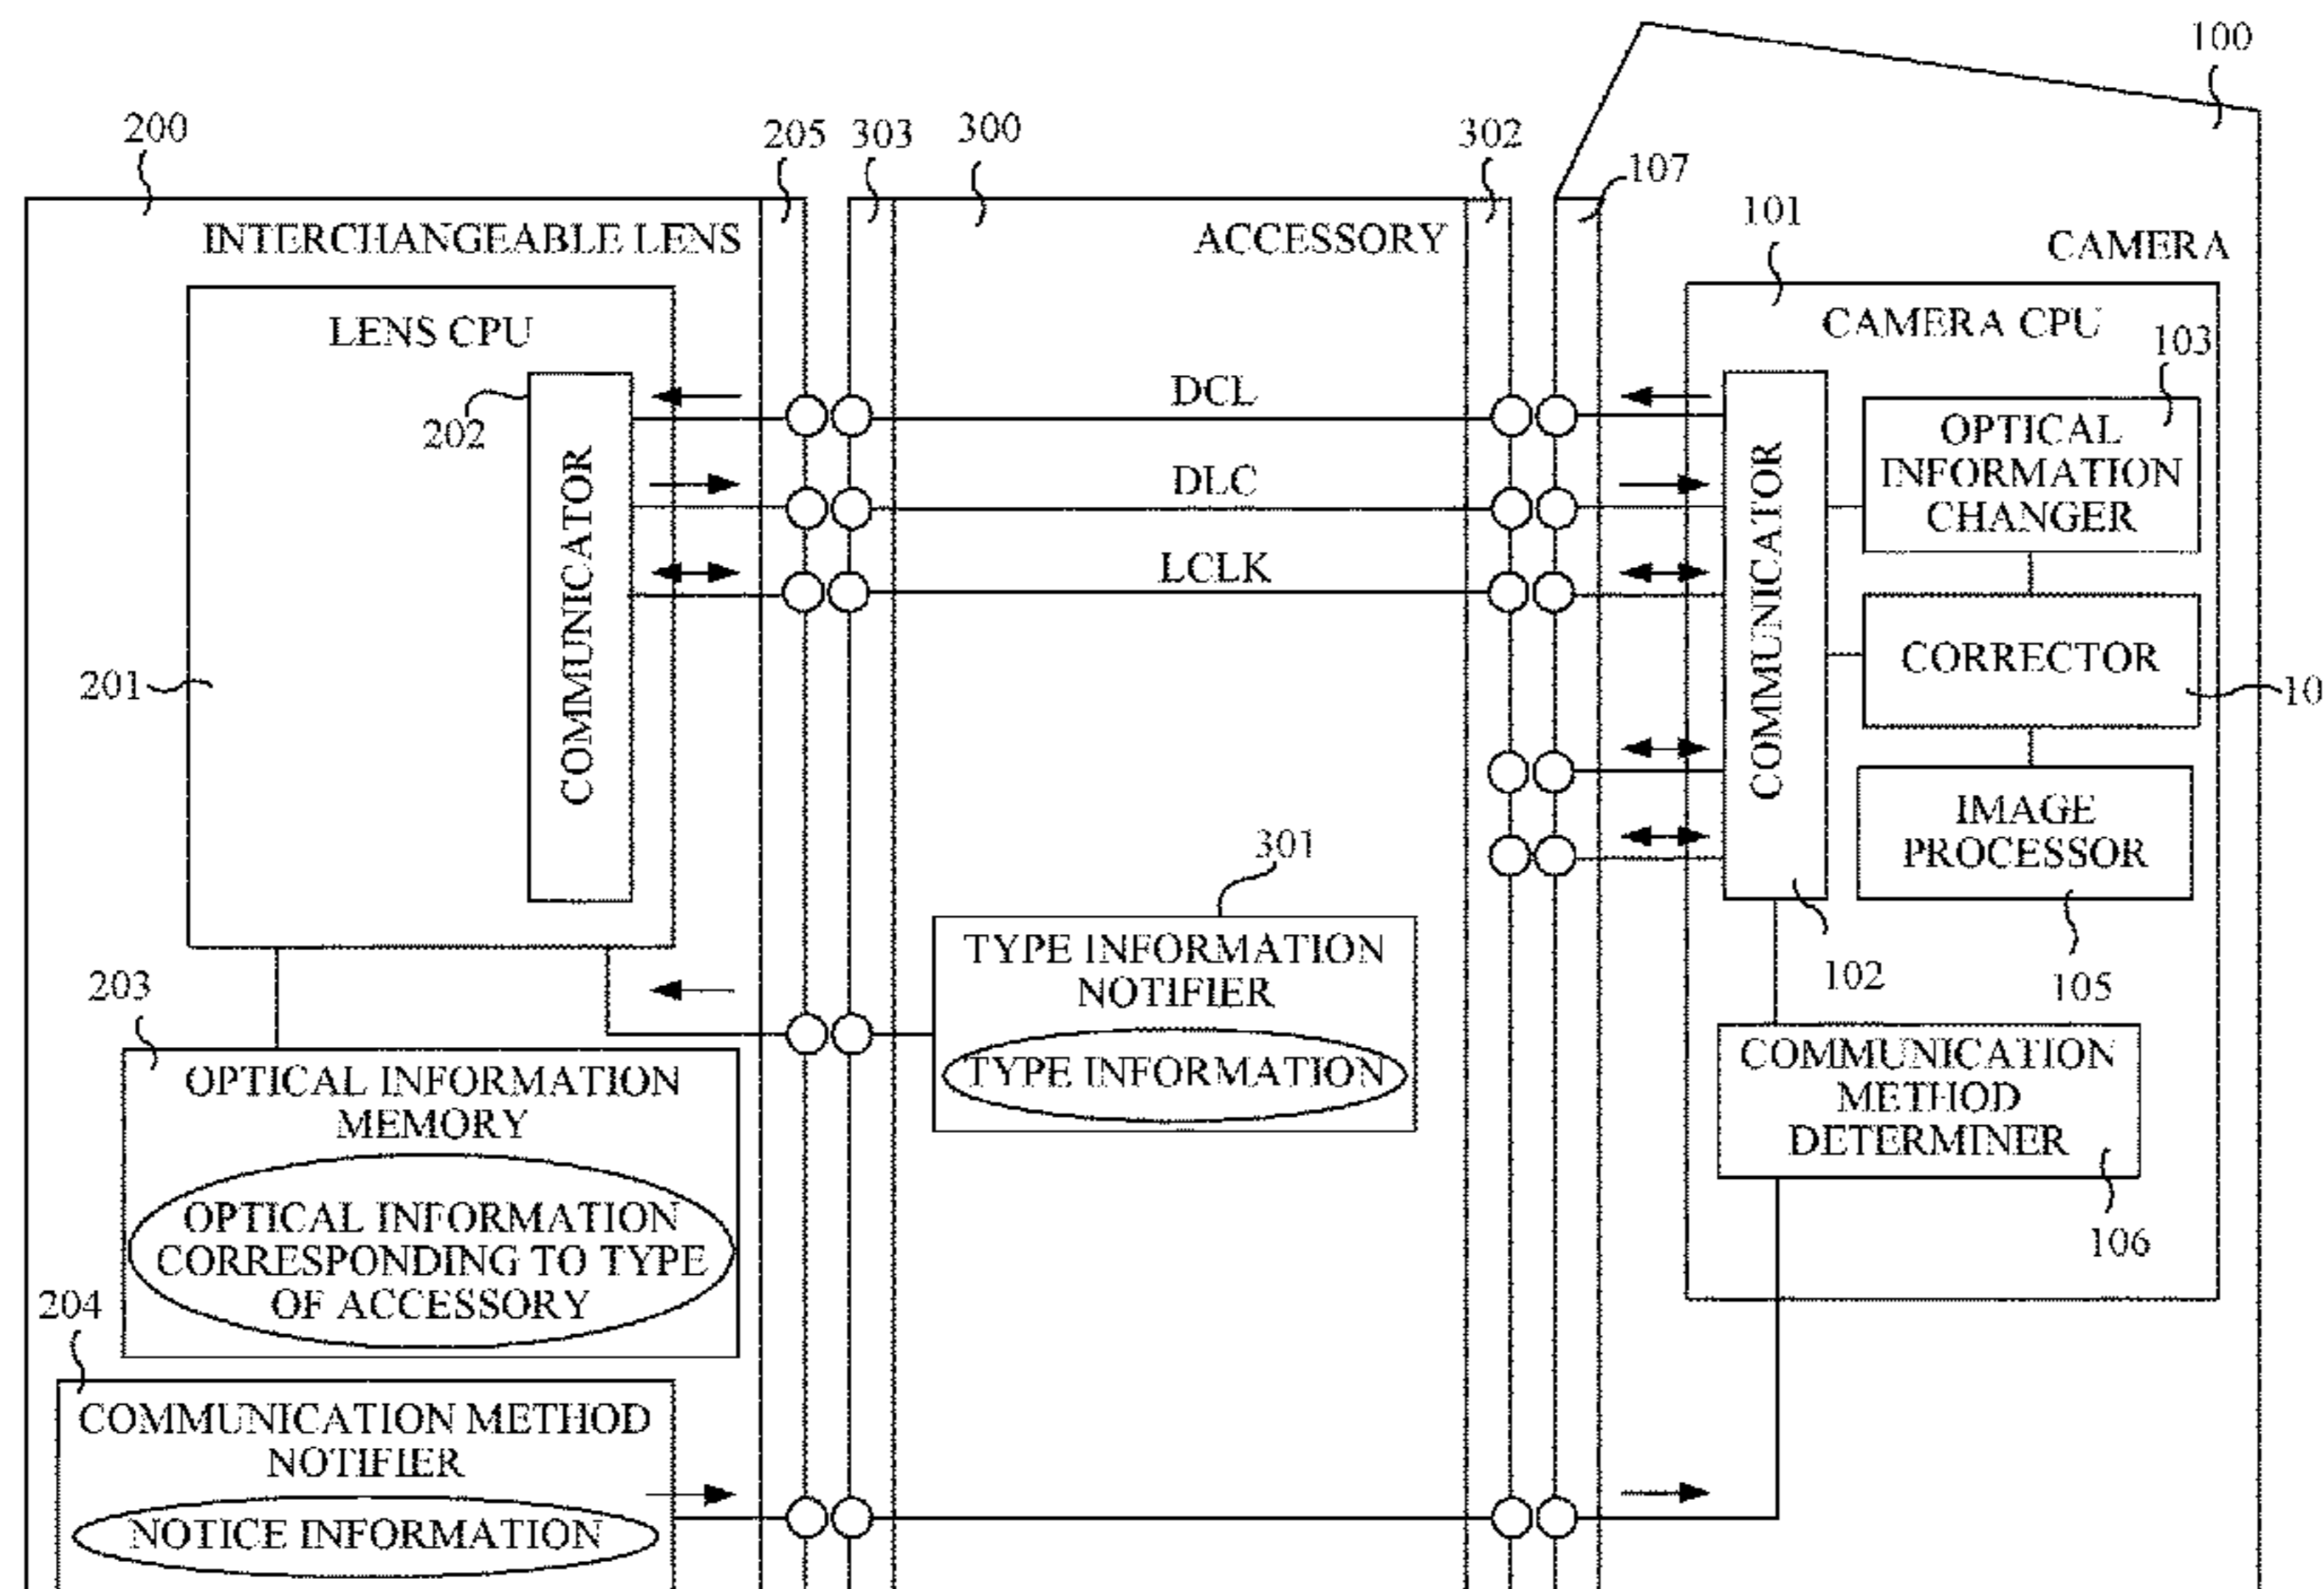 100
200
205
303
300
302
107
101
INTERCHANGEABLE LENS
ACCESSORY
CAMERA
LENS CPU
CAMERA CPU
103
202
COMMUNICATOR
DCL
DLC
LCLK
COMMUNICATOR
OPTICAL
INFORMATION
CHANGER
201
CORRECTOR
10
IMAGE
PROCESSOR
301
TYPE INFORMATION
NOTIFIER
TYPE INFORMATION
102
105
203
OPTICAL INFORMATION
MEMORY
OPTICAL INFORMATION
CORRESPONDING TO TYPE
OF ACCESSORY
COMMUNICATION
METHOD
DETERMINER
106
204
COMMUNICATION METHOD
NOTIFIER
NOTICE INFORMATION